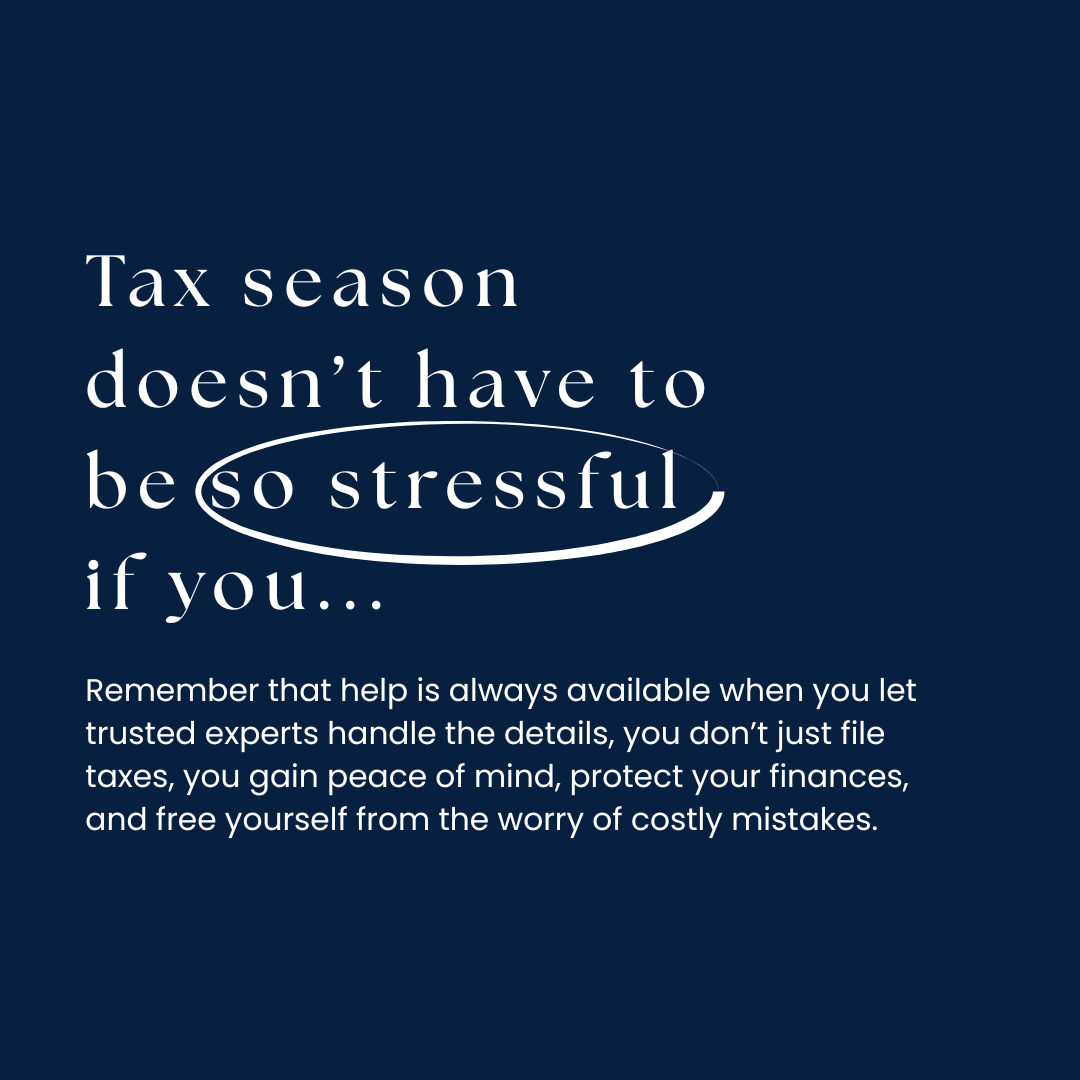 Tax season
doesn’t have to
be so stressful
if you...
Remember that help is always available when you let
trusted experts handle the details, you don’t just file
taxes, you gain peace of mind, protect your finances,
and free yourself from the worry of costly mistakes.